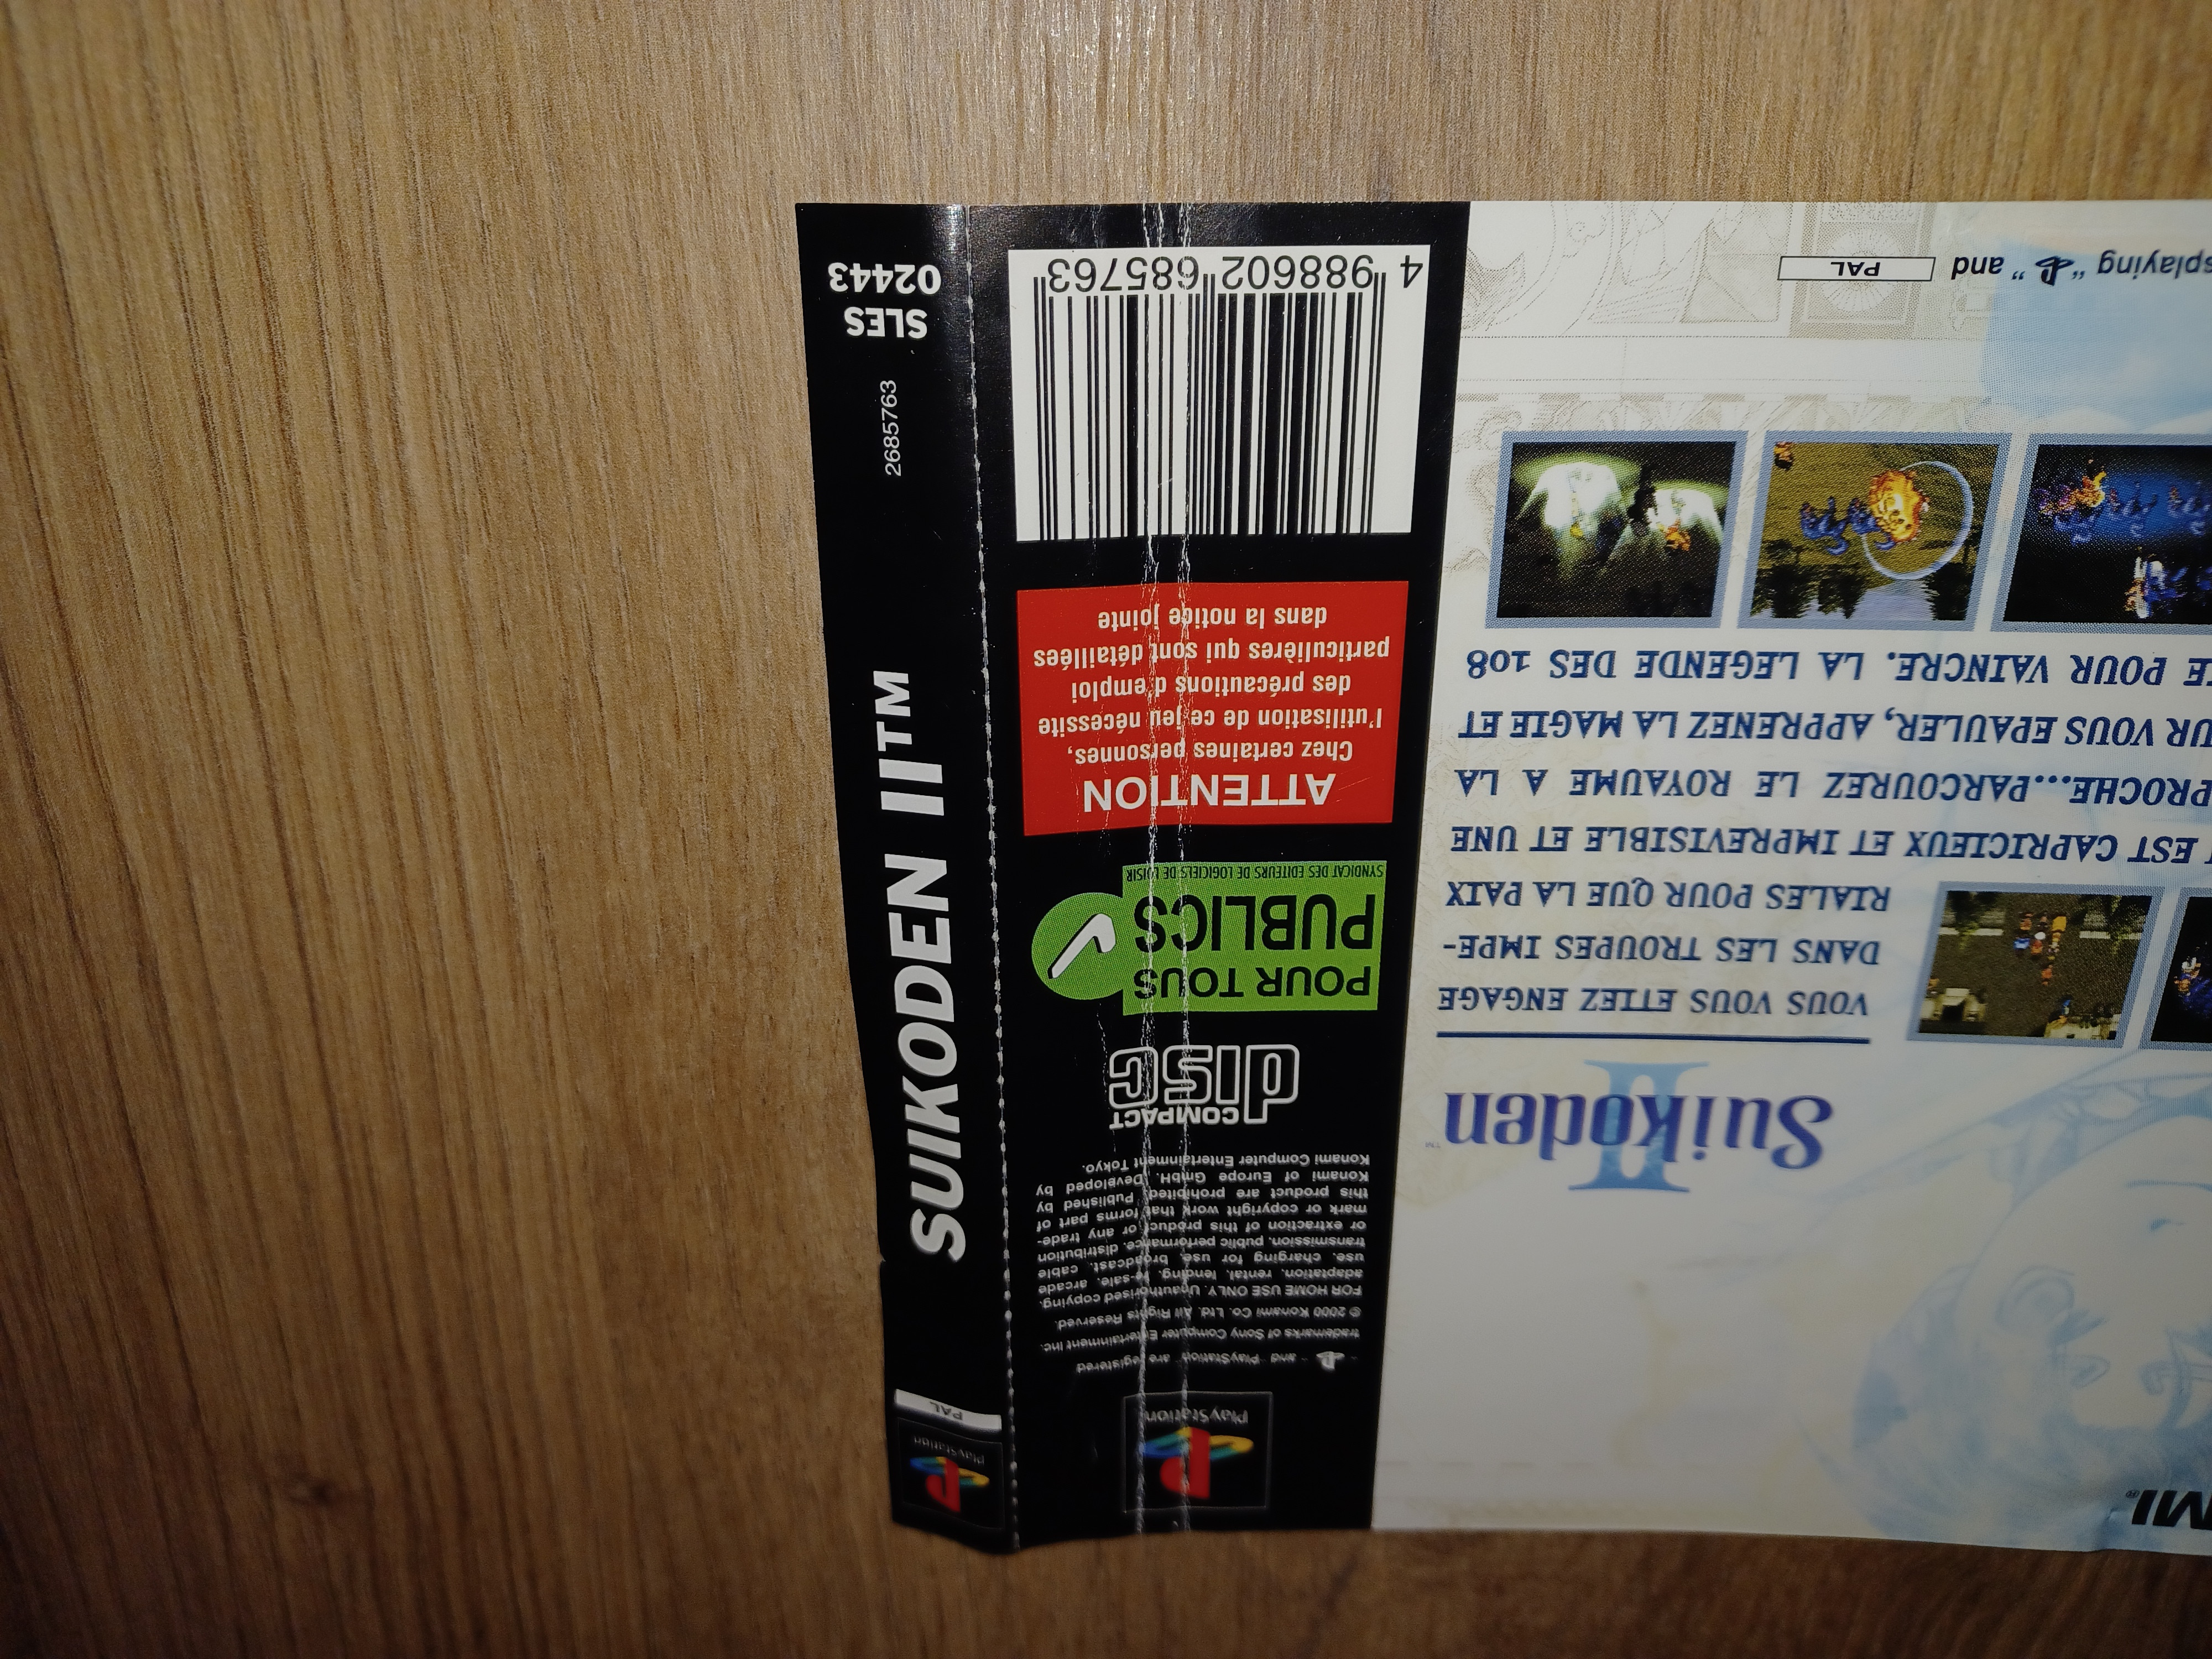 PlayStation
PAL
SUIKODEN II™
2685763
SLES
02443
KONAMI®
Suikoden II™
VOUS VOUS ETIEZ ENGAGE
DANS LES TROUPES IMPE-
RIALES POUR QUE LA PAIX
EST CAPRICIEUX ET IMPREVISIBLE ET UNE
PROCHE...PARCOUREZ LE ROYAUME A LA
UR VOUS EPAULER, APPRENEZ LA MAGIE ET
TE POUR VAINCRE. LA LEGENDE DES 108
splaying " " and PAL
PlayStation
" " and "PlayStation" are registered
trademarks of Sony Computer Entertainment Inc.
© 2000 Konami Co. Ltd. All Rights Reserved.
FOR HOME USE ONLY. Unauthorised copying,
adaptation, rental, lending, re-sale, arcade
use, charging for use, broadcast, cable
transmission, public performance, distribution
or extraction of this product or any trade-
mark or copyright work that forms part of
this product are prohibited. Published by
Konami of Europe GmbH. Developed by
Konami Computer Entertainment Tokyo.
COMPACT
disc
POUR TOUS
PUBLICS
SYNDICAT DES EDITEURS DE LOGICIELS DE LOISIR
ATTENTION
Chez certaines personnes,
l'utilisation de ce jeu nécessite
des précautions d'emploi
particulières qui sont détaillées
dans la notice jointe
4 988602 685763